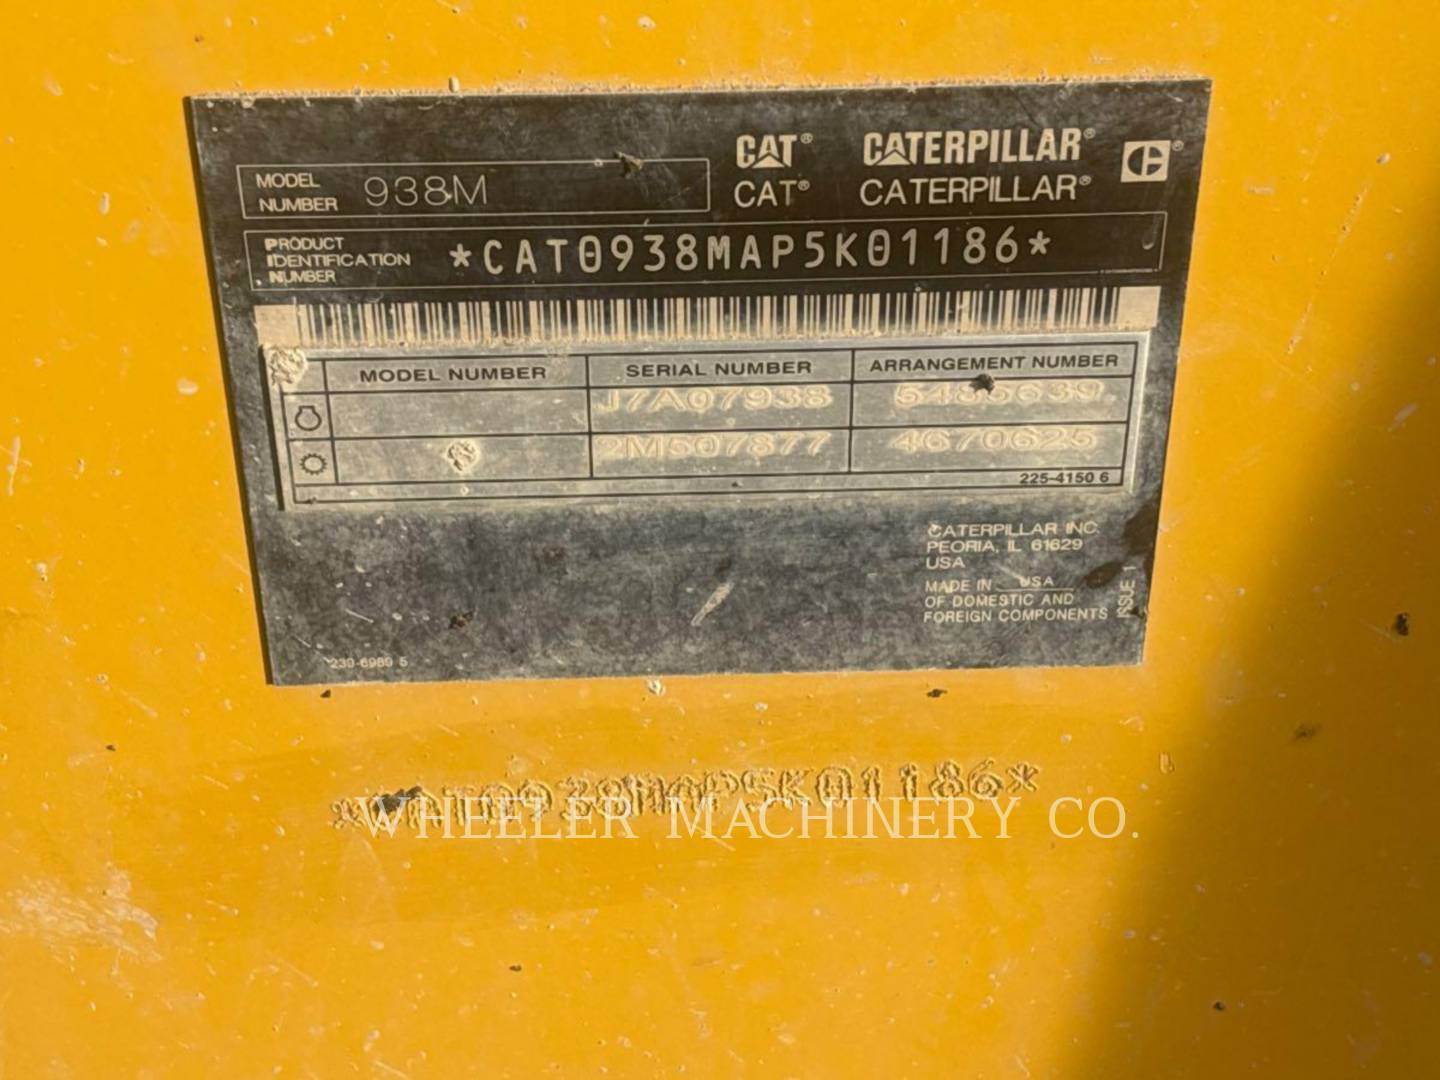 CAT® CATERPILLAR® ®
MODEL NUMBER 938M CAT® CATERPILLAR®
PRODUCT IDENTIFICATION NUMBER *CAT0938MAP5K01186*
MODEL NUMBER SERIAL NUMBER ARRANGEMENT NUMBER
J7A07938
2M507877 4670625
225-4150 6
CATERPILLAR INC.
PEORIA, IL 61629
USA
MADE IN USA
OF DOMESTIC AND
FOREIGN COMPONENTS
ISSUE 1
239-6989 5
*CAT0938MAP5K01186*
WHEELER MACHINERY CO.